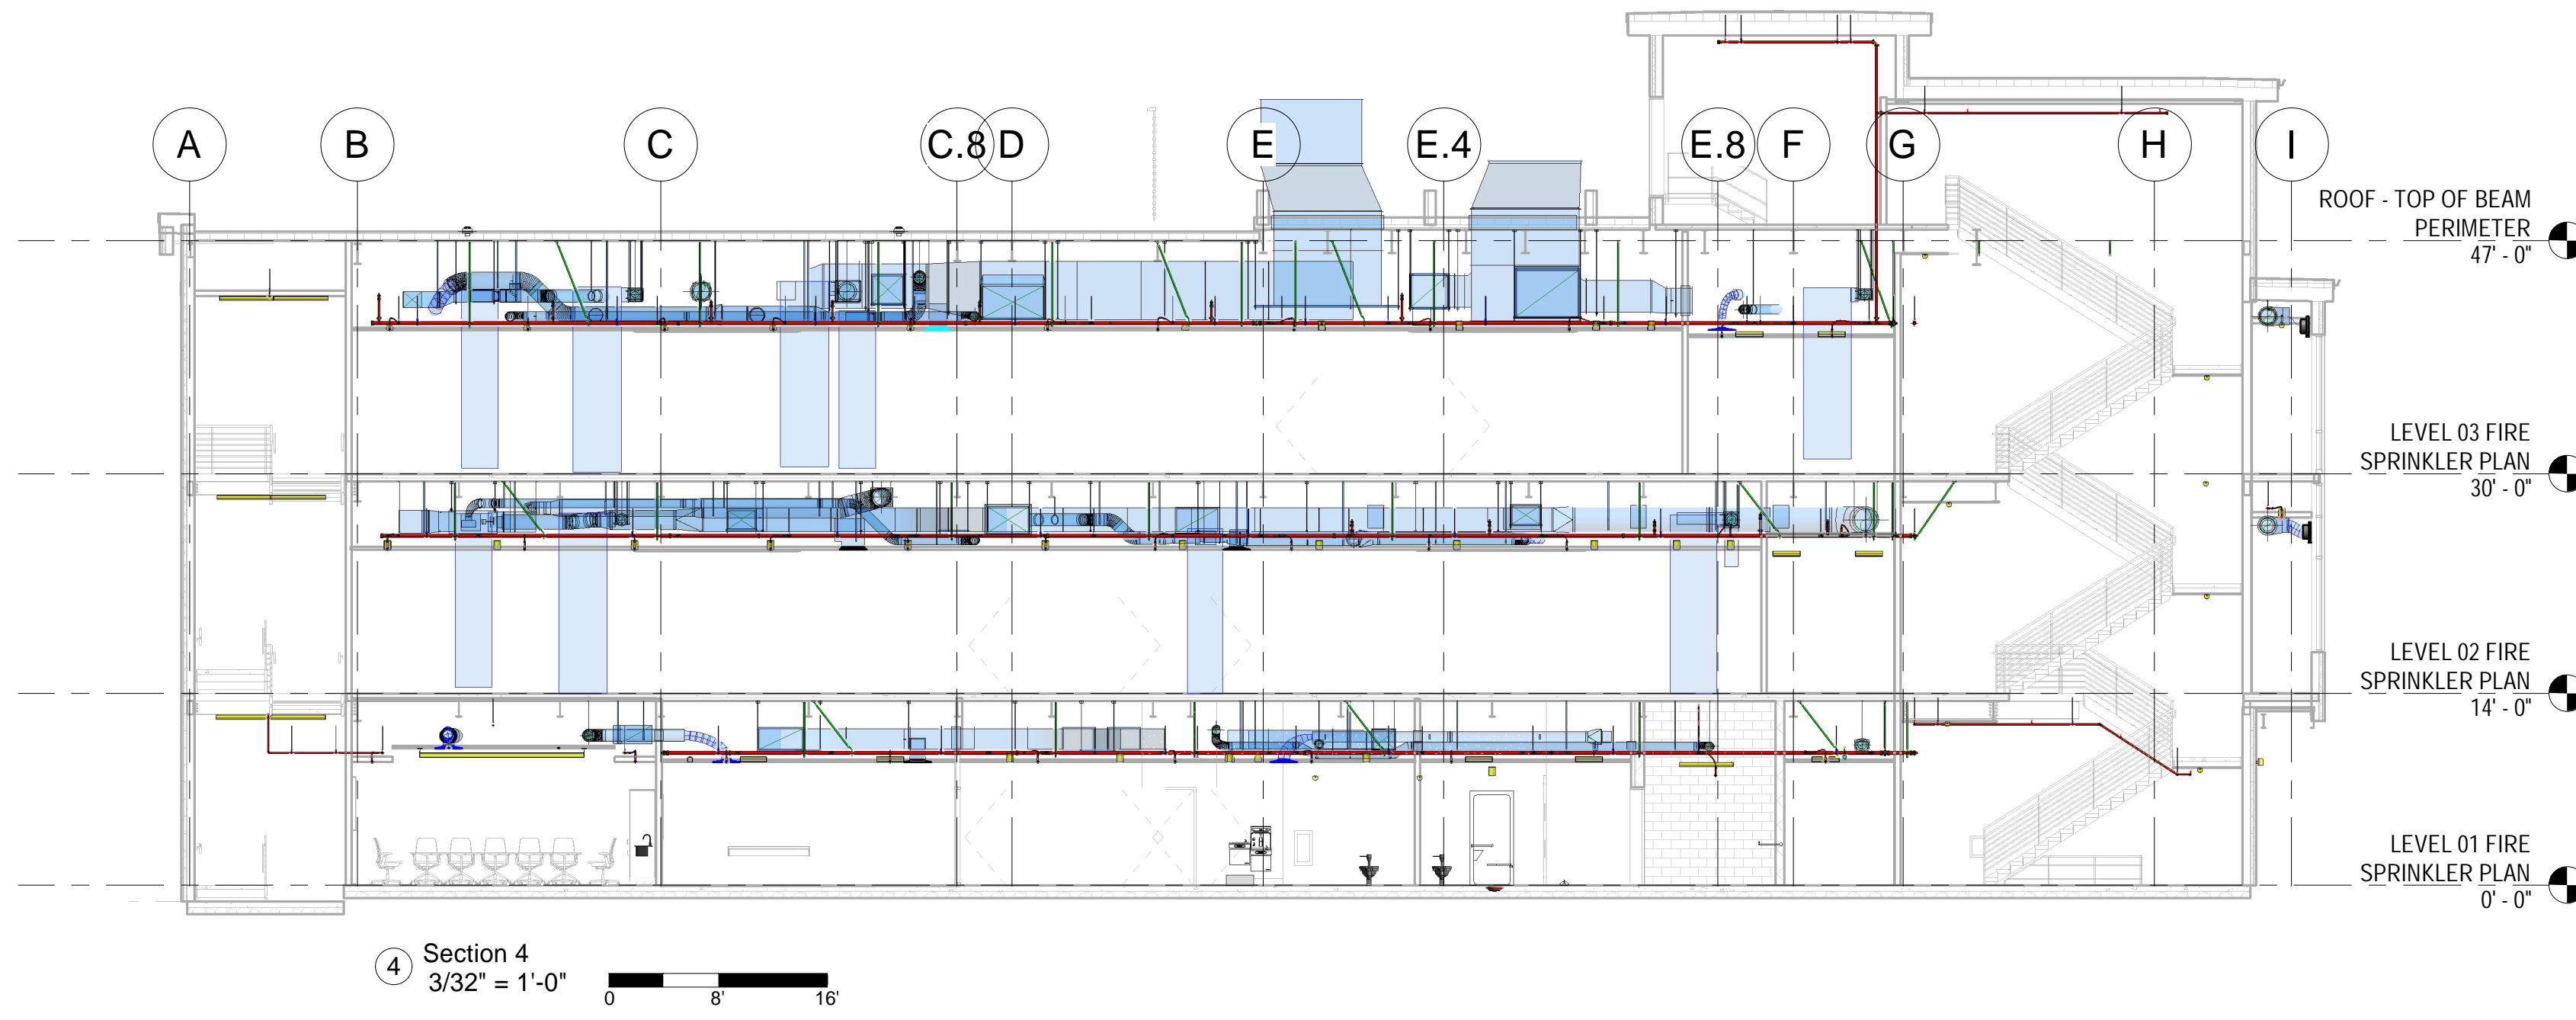 A
B
C
C.8
D
E
E.4
E.8
F
G
H
I
ROOF - TOP OF BEAM
PERIMETER
47' - 0"
LEVEL 03 FIRE
SPRINKLER PLAN
30' - 0"
LEVEL 02 FIRE
SPRINKLER PLAN
14' - 0"
LEVEL 01 FIRE
SPRINKLER PLAN
0' - 0"
4
Section 4
3/32" = 1'-0"
0 8' 16'